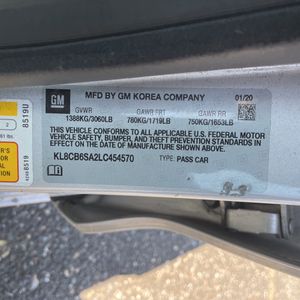 GM
MFD BY GM KOREA COMPANY
01/20
GVWR GAWR FRT GAWR RR
1388KG/3060LB 780KG/1719LB 750KG/1653LB
THIS VEHICLE CONFORMS TO ALL APPLICABLE U.S. FEDERAL MOTOR
VEHICLE SAFETY, BUMPER, AND THEFT PREVENTION STANDARDS IN
EFFECT ON THE DATE OF MANUFACTURE SHOWN ABOVE.
KL8CB6SA2LC454570 TYPE: PASS CAR
8519U
2